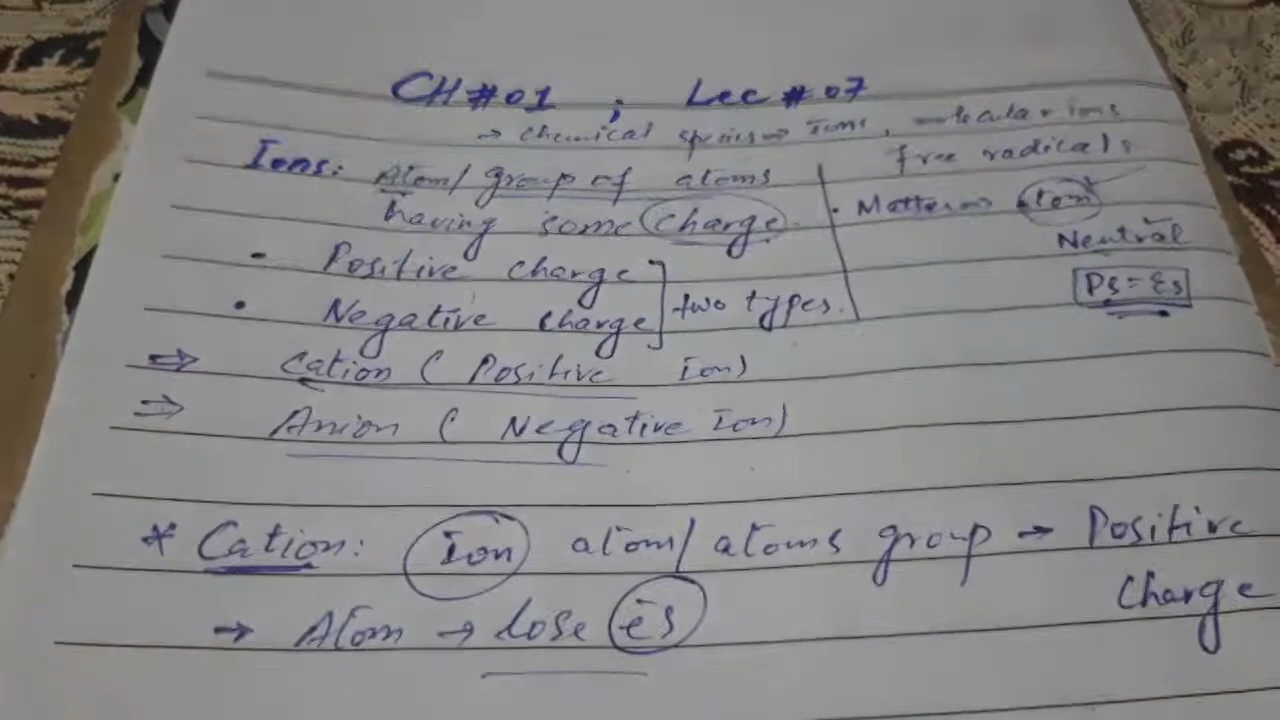 CH#01 ; Lec #07
→ chemical species → Ions, molecular ions
free radicals
Ions: Atom/ group of atoms
having some charge.
• Matter → atom
Neutral
Ps = es
• Positive charge
• Negative charge ] two types.
⇒ Cation ( Positive Ion)
⇒ Anion ( Negative Ion)
* Cation: Ion atom/ atoms group → Positive
Charge
→ Atom → lose es